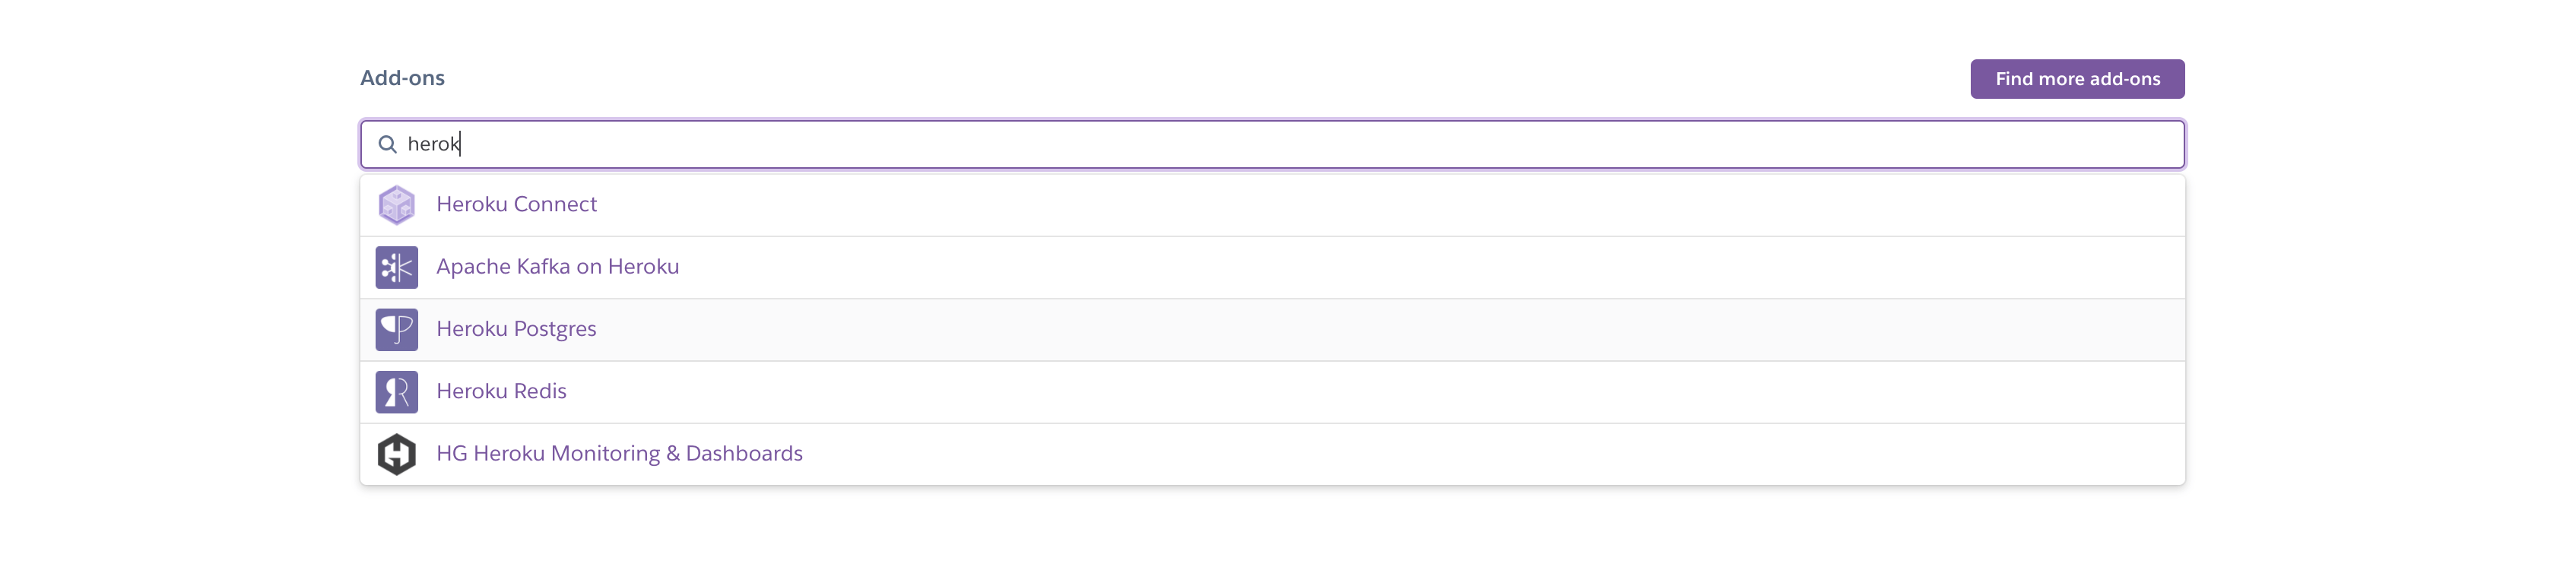 Add-ons
Find more add-ons
herok
Heroku Connect
Apache Kafka on Heroku
Heroku Postgres
Heroku Redis
HG Heroku Monitoring & Dashboards